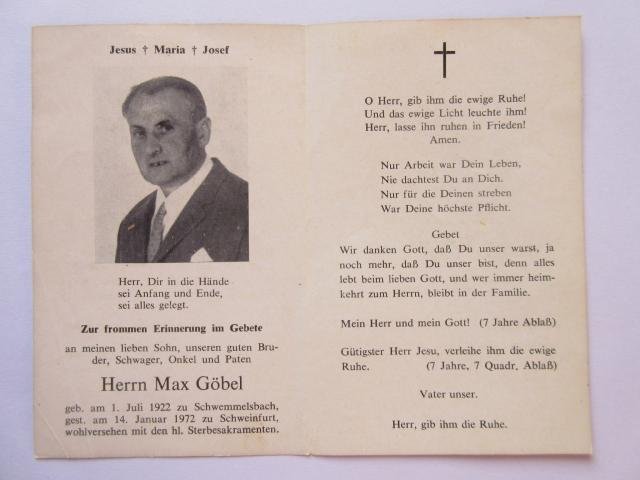 Jesus † Maria † Josef
Herr, Dir in die Hände
sei Anfang und Ende,
sei alles gelegt.
Zur frommen Erinnerung im Gebete
an meinen lieben Sohn, unseren guten Bru-
der, Schwager, Onkel und Paten
Herrn Max Göbel
geb. am 1. Juli 1922 zu Schwemmelsbach,
gest. am 14. Januar 1972 zu Schweinfurt,
wohlversehen mit den hl. Sterbesakramenten.
O Herr, gib ihm die ewige Ruhe!
Und das ewige Licht leuchte ihm!
Herr, lasse ihn ruhen in Frieden!
Amen.
Nur Arbeit war Dein Leben,
Nie dachtest Du an Dich.
Nur für die Deinen streben
War Deine höchste Pflicht.
Gebet
Wir danken Gott, daß Du unser warst, ja
noch mehr, daß Du unser bist, denn alles
lebt beim lieben Gott, und wer immer heim-
kehrt zum Herrn, bleibt in der Familie.
Mein Herr und mein Gott! (7 Jahre Ablaß)
Gütigster Herr Jesu, verleihe ihm die ewige
Ruhe. (7 Jahre, 7 Quadr. Ablaß)
Vater unser.
Herr, gib ihm die Ruhe.